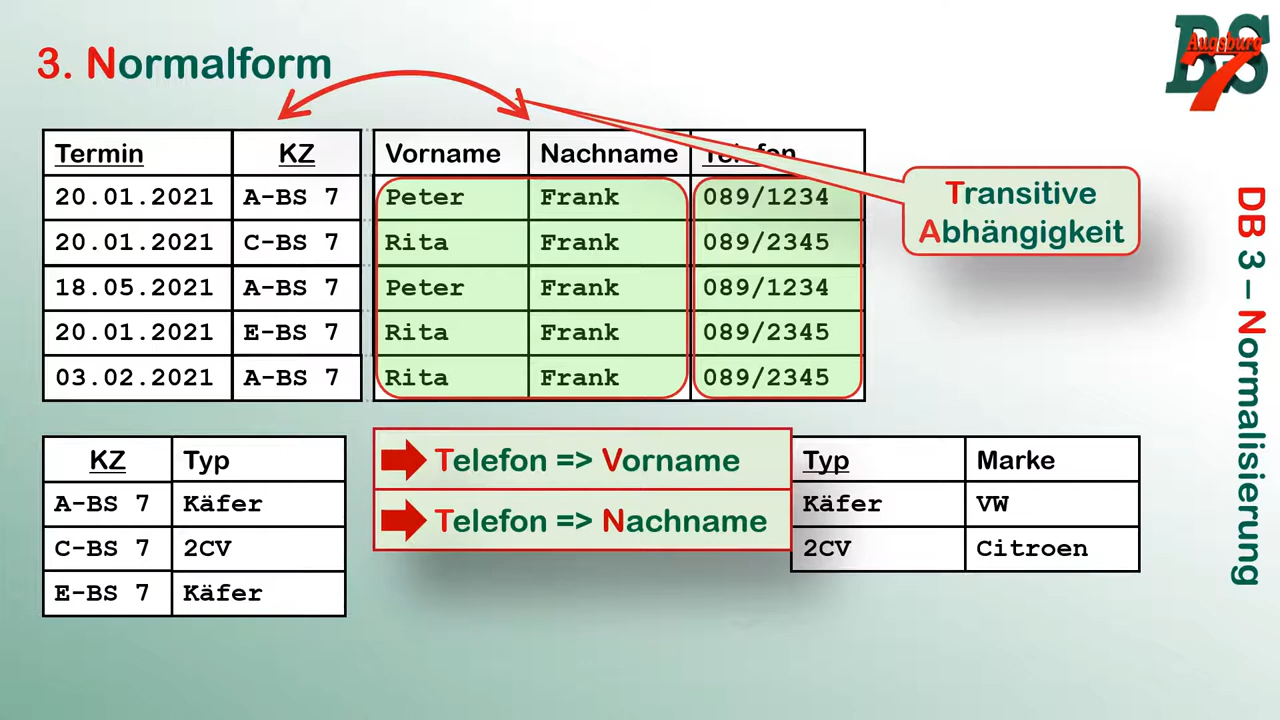 3. Normalform
BS
Augsburg
7
Termin KZ Vorname Nachname Telefon
20.01.2021 A-BS 7 Peter Frank 089/1234
20.01.2021 C-BS 7 Rita Frank 089/2345
18.05.2021 A-BS 7 Peter Frank 089/1234
20.01.2021 E-BS 7 Rita Frank 089/2345
03.02.2021 A-BS 7 Rita Frank 089/2345
Transitive
Abhängigkeit
KZ Typ
A-BS 7 Käfer
C-BS 7 2CV
E-BS 7 Käfer
Telefon => Vorname
Telefon => Nachname
Typ Marke
Käfer VW
2CV Citroen
DB 3 – Normalisierung